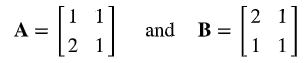 A = [1 1; 2 1] and B = [2 1; 1 1]